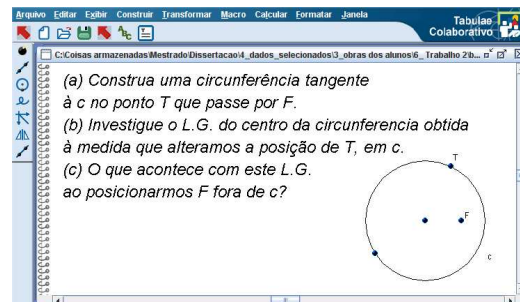 Arquivo Editar Exibir Construir Transformar Macro Calcular Formatar Janela
Tabulae
Colaborativo
C:\Coisas armazenadas\Mestrado\Dissertacao\4_dados_selecionados\3_obras dos alunos\6_ Trabalho 2\b...
(a) Construa uma circunferência tangente
à c no ponto T que passe por F.
(b) Investigue o L.G. do centro da circunferencia obtida
à medida que alteramos a posição de T, em c.
(c) O que acontece com este L.G.
ao posicionarmos F fora de c?
T
F
c